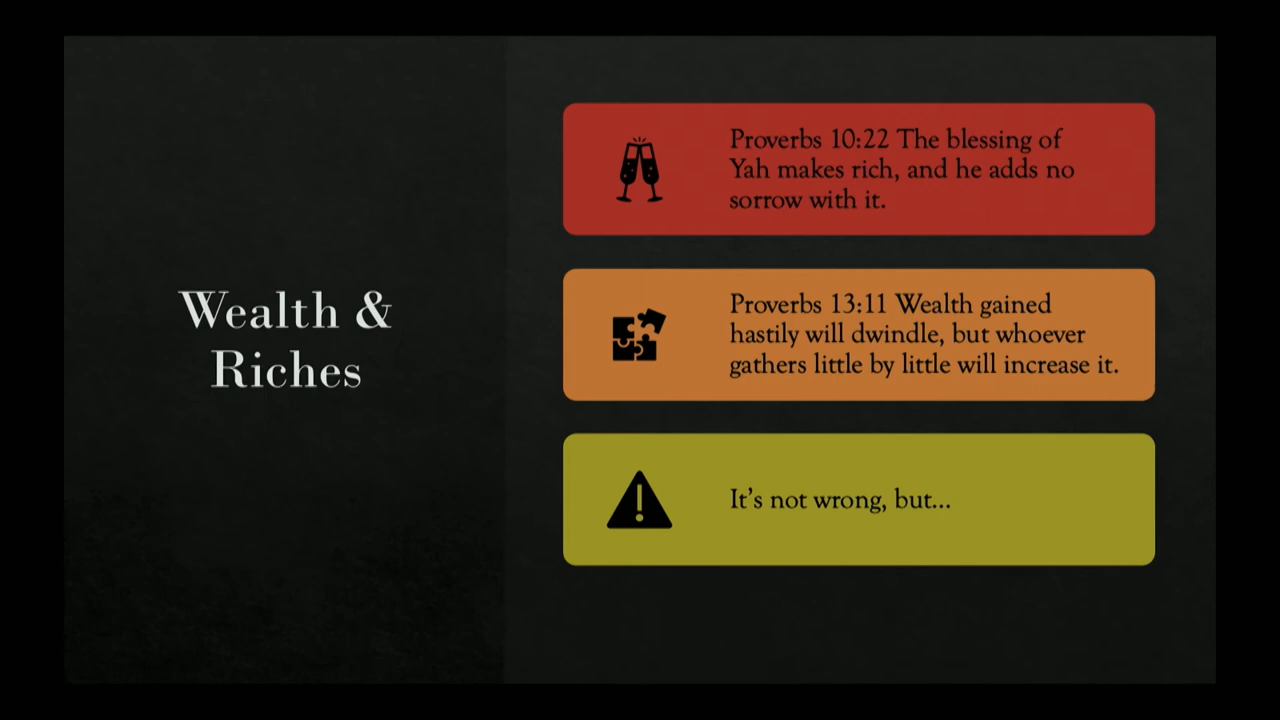 Wealth &
Riches
Proverbs 10:22 The blessing of
Yah makes rich, and he adds no
sorrow with it.
Proverbs 13:11 Wealth gained
hastily will dwindle, but whoever
gathers little by little will increase it.
It’s not wrong, but…